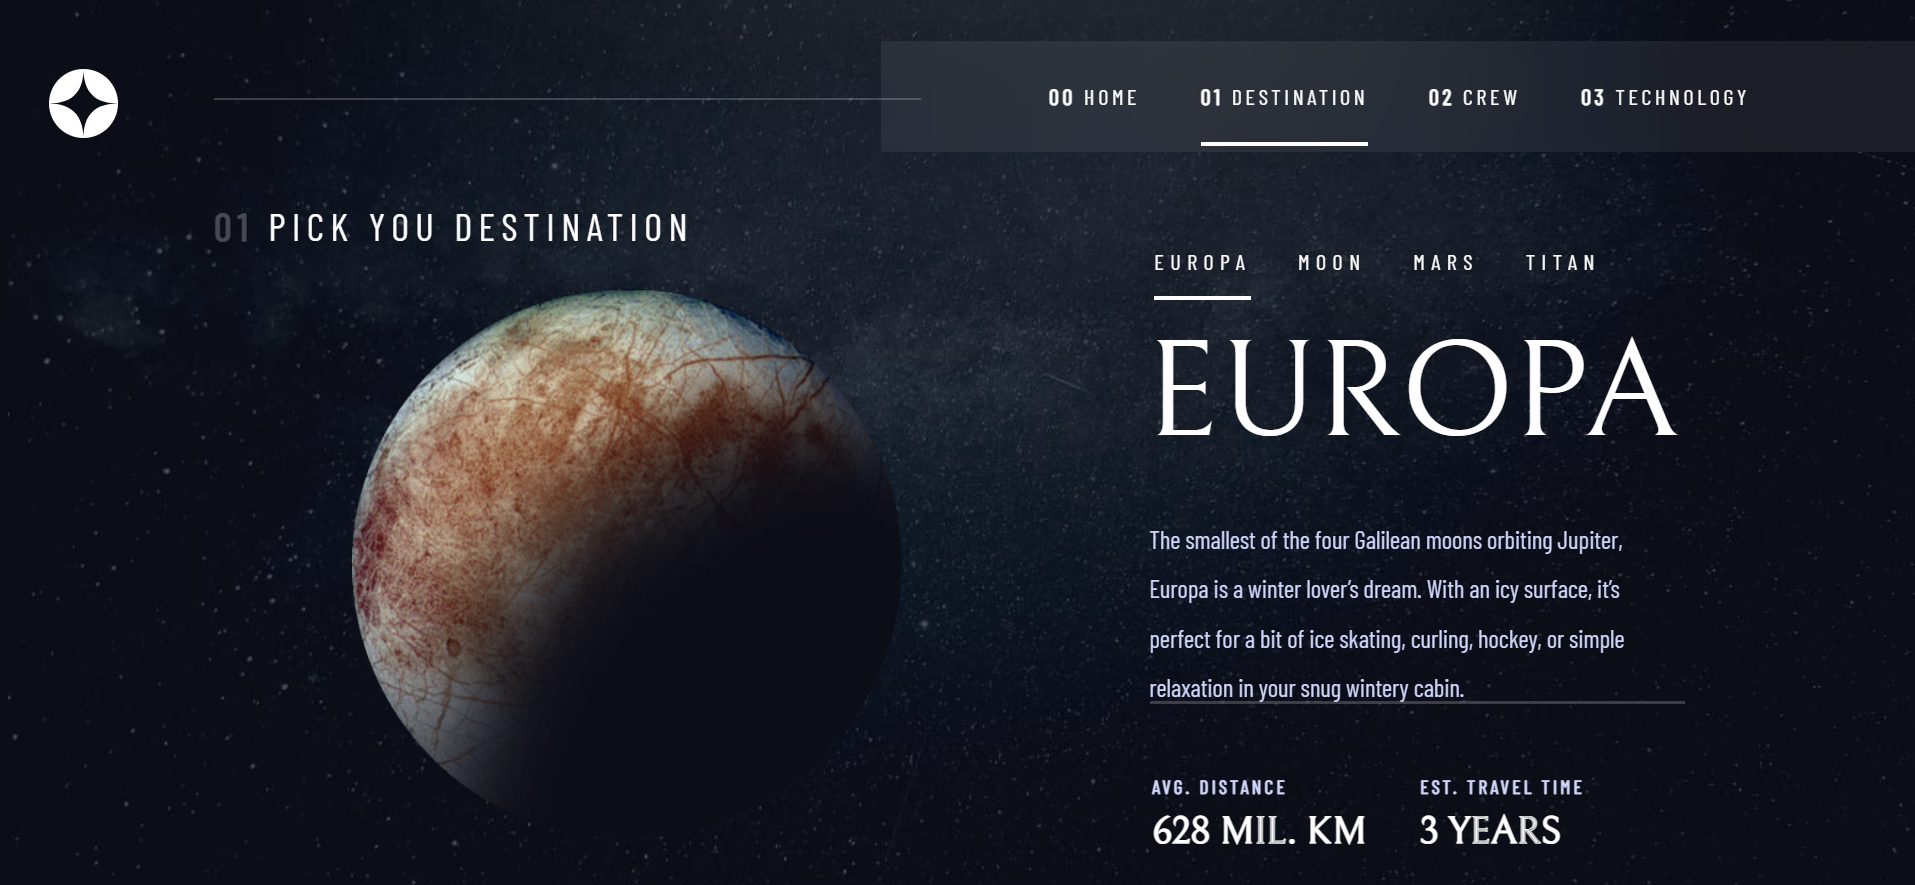 00 HOME 01 DESTINATION 02 CREW 03 TECHNOLOGY
01 PICK YOU DESTINATION
EUROPA MOON MARS TITAN
EUROPA
The smallest of the four Galilean moons orbiting Jupiter,
Europa is a winter lover’s dream. With an icy surface, it’s
perfect for a bit of ice skating, curling, hockey, or simple
relaxation in your snug wintery cabin.
AVG. DISTANCE EST. TRAVEL TIME
628 MIL. KM 3 YEARS